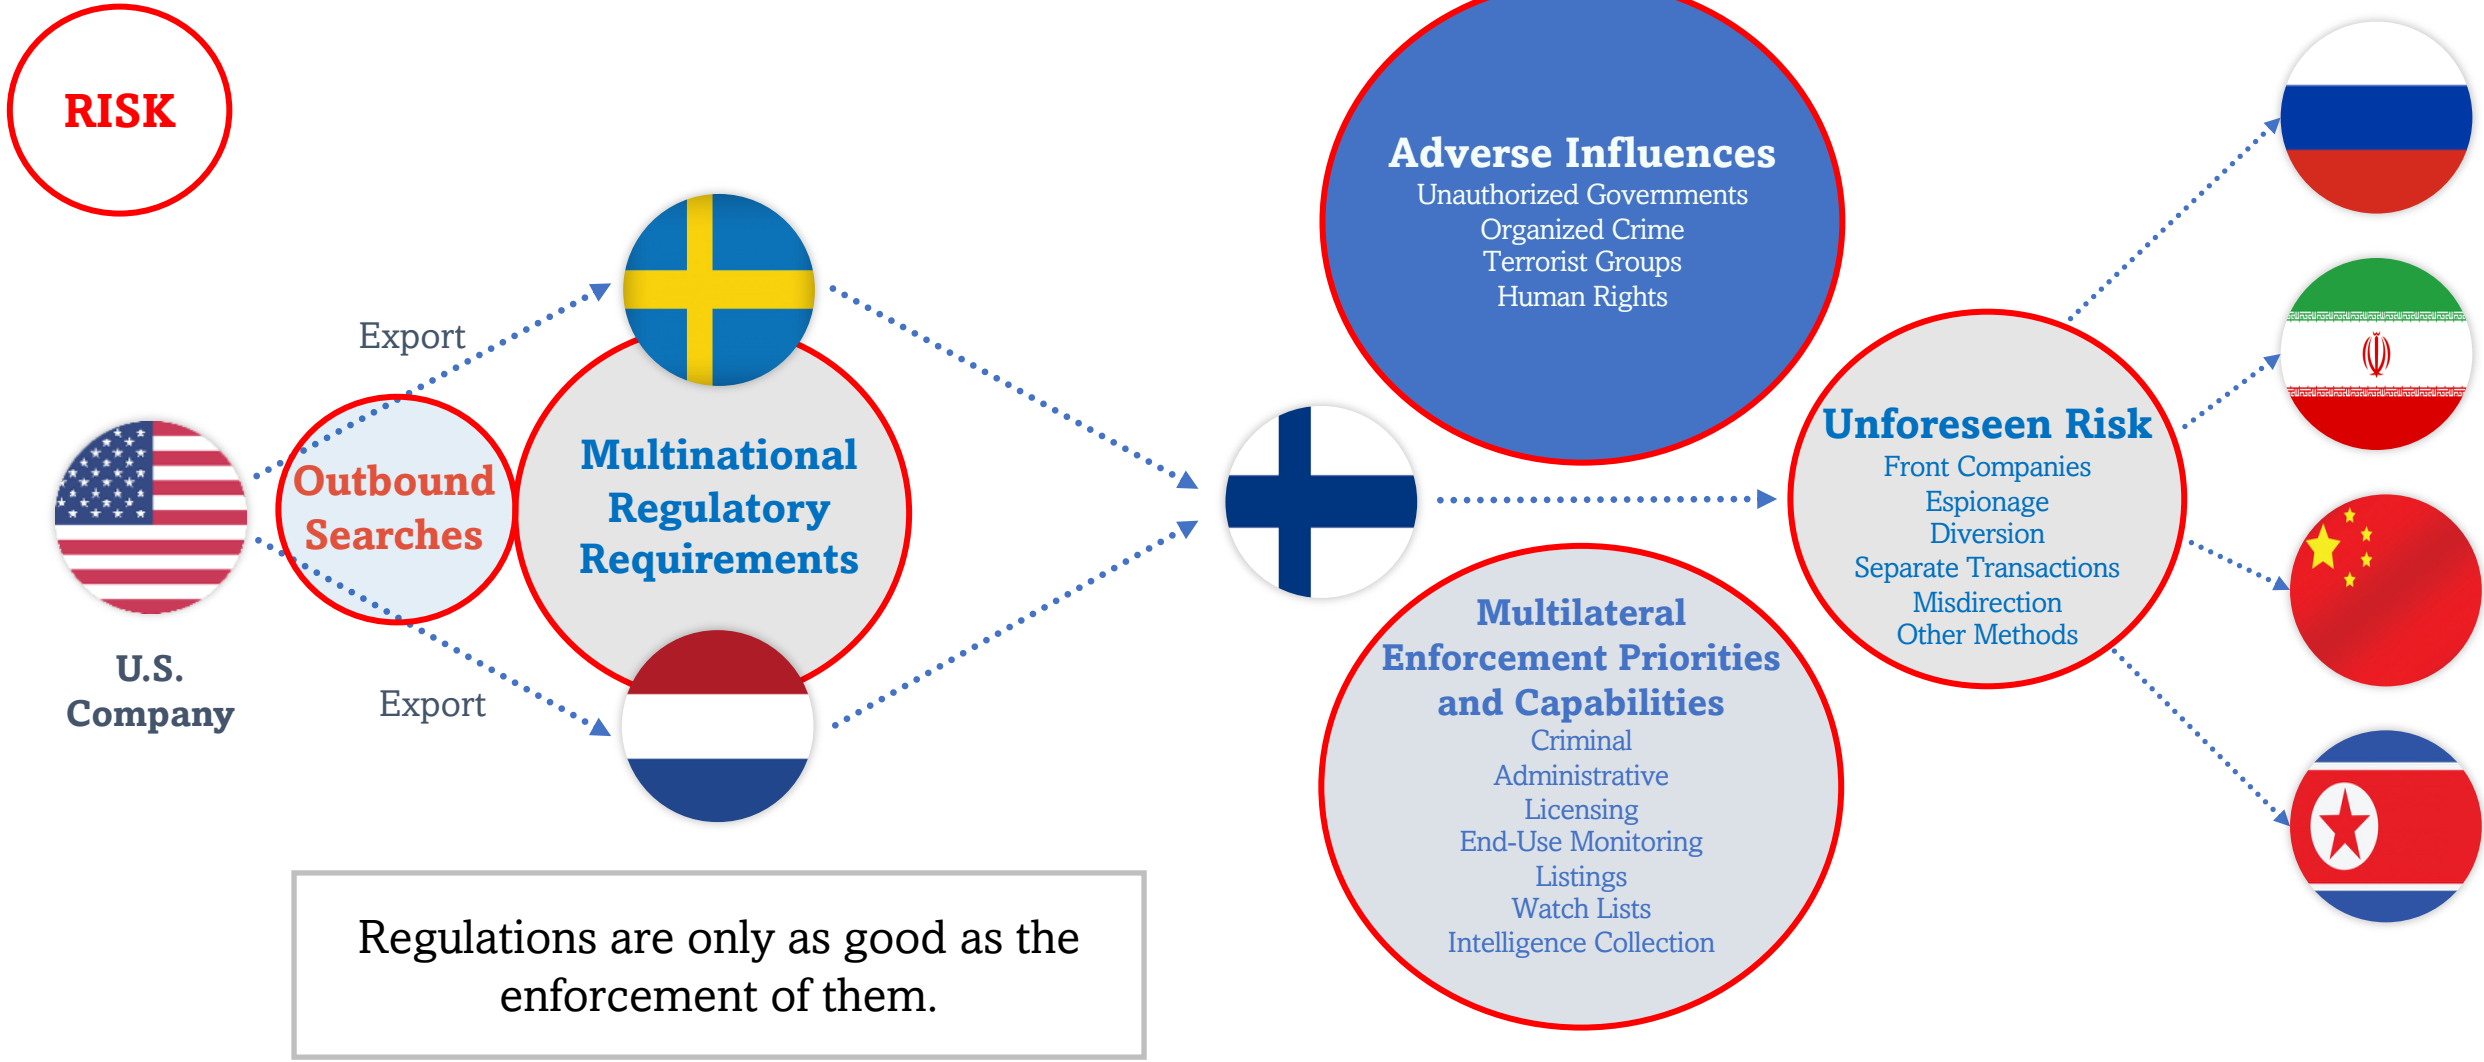 RISK
Export
Outbound
Searches
U.S.
Company
Export
Multinational
Regulatory
Requirements
Regulations are only as good as the
enforcement of them.
Adverse Influences
Unauthorized Governments
Organized Crime
Terrorist Groups
Human Rights
Multilateral
Enforcement Priorities
and Capabilities
Criminal
Administrative
Licensing
End-Use Monitoring
Listings
Watch Lists
Intelligence Collection
Unforeseen Risk
Front Companies
Espionage
Diversion
Separate Transactions
Misdirection
Other Methods